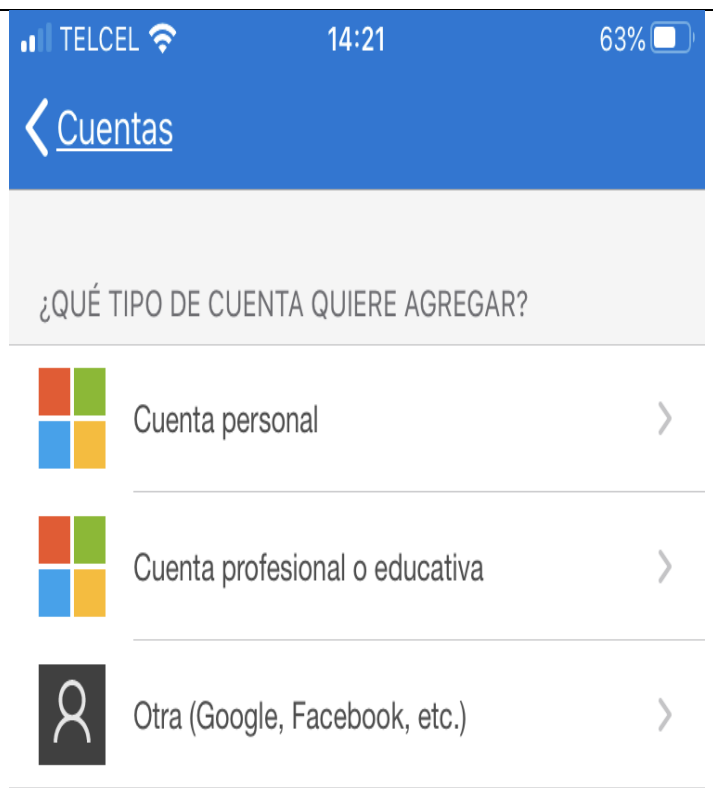 TELCEL 14:21 63%
Cuentas
¿QUÉ TIPO DE CUENTA QUIERE AGREGAR?
Cuenta personal
Cuenta profesional o educativa
Otra (Google, Facebook, etc.)